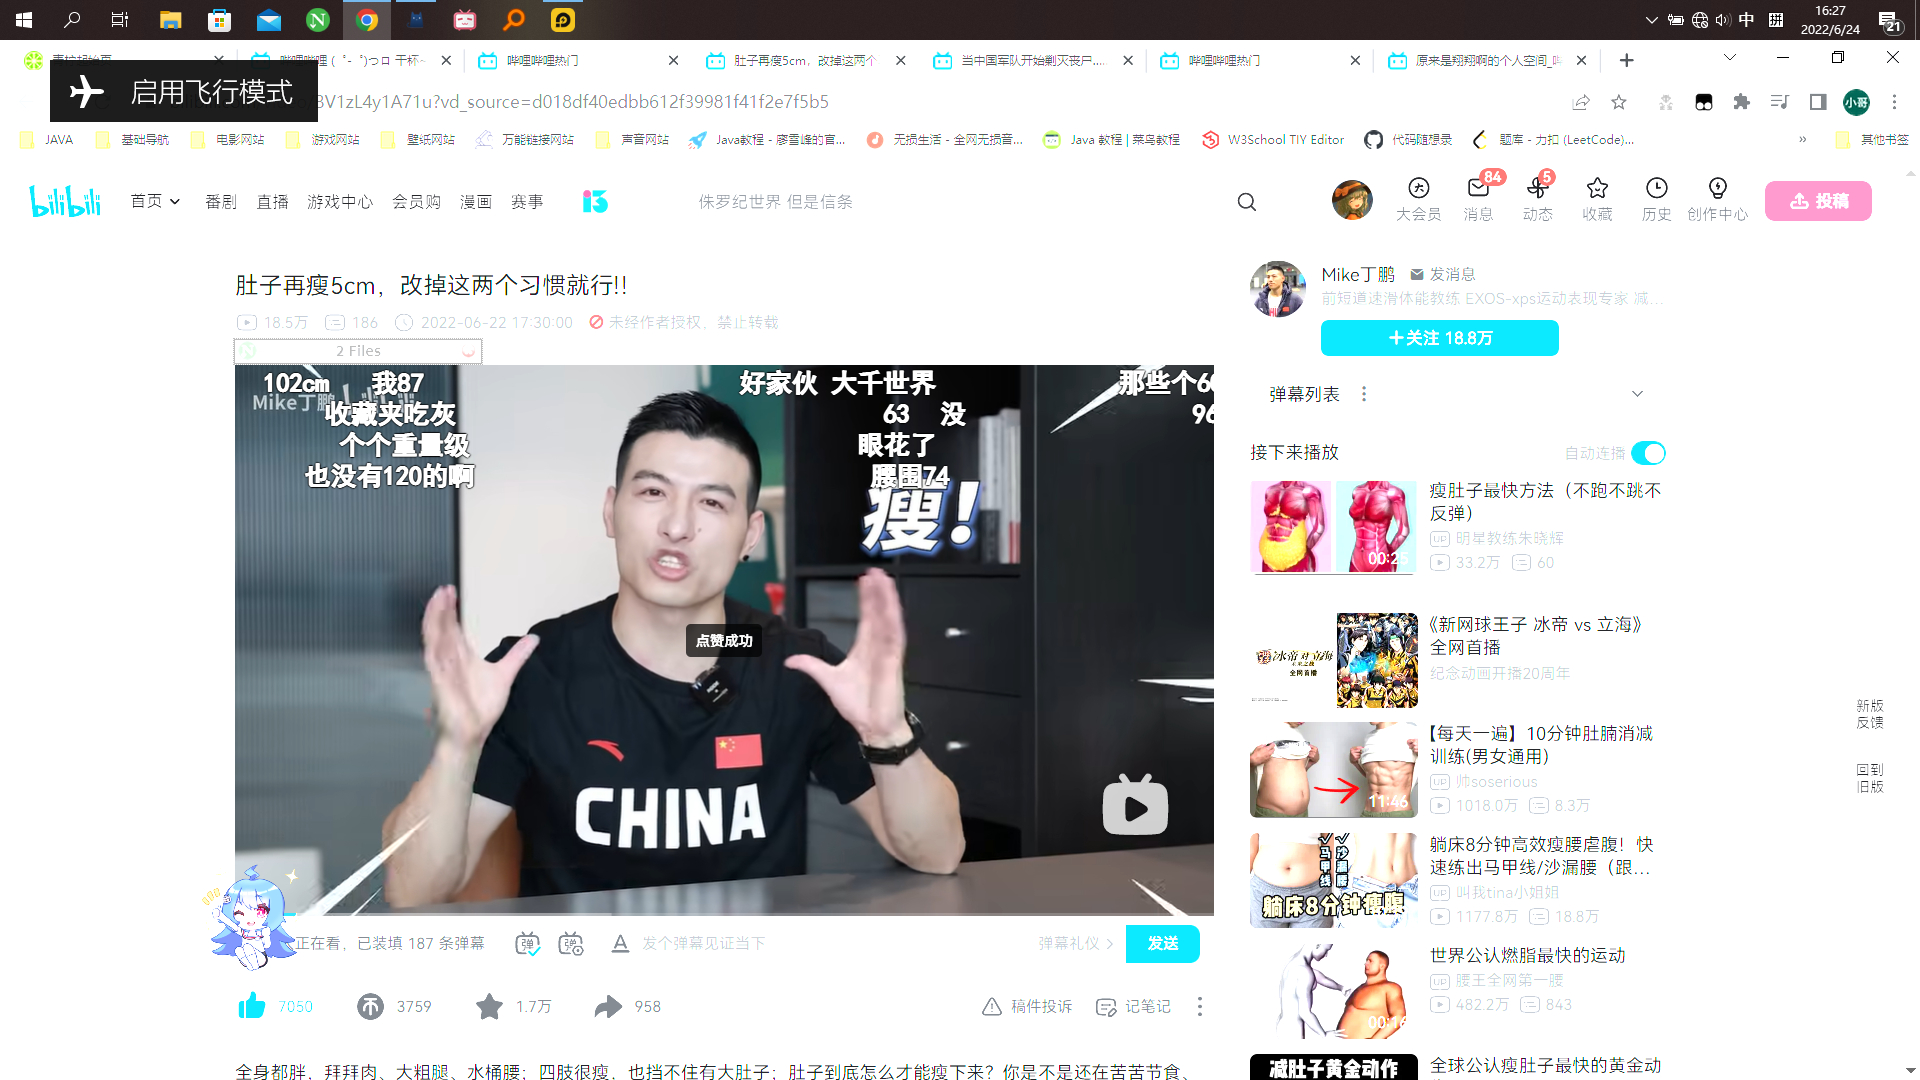 16:27
中
拼
2022/6/24
21
启用飞行模式
哔哩哔哩 (゜-゜)つロ 干杯~
哔哩哔哩热门
肚子再瘦5cm，改掉这两个
当中国军队开始剿灭丧尸....
哔哩哔哩热门
原来是翔翔啊的个人空间_哔
3V1zL4y1A71u?vd_source=d018df40edbb612f39981f41f2e7f5b5
小哥
JAVA
基础导航
电影网站
游戏网站
壁纸网站
万能链接网站
声音网站
Java教程 - 廖雪峰的官...
无损生活 - 全网无损音...
Java 教程 | 菜鸟教程
W3School TIY Editor
代码随想录
题库 - 力扣 (LeetCode)...
»
其他书签
bilibili
首页
番剧
直播
游戏中心
会员购
漫画
赛事
侏罗纪世界 但是信条
大会员
84
消息
5
动态
收藏
历史
创作中心
投稿
肚子再瘦5cm，改掉这两个习惯就行!!
18.5万
186
2022-06-22 17:30:00
未经作者授权，禁止转载
2 Files
Mike丁鹏
发消息
前短道速滑体能教练 EXOS-xps运动表现专家 减...
+关注 18.8万
弹幕列表
接下来播放
自动连播
102cm
我87
好家伙
大千世界
那些个60
Mike丁鹏
收藏夹吃灰
63
没
96
个个重量级
眼花了
也没有120的啊
腰围74
瘦!
点赞成功
CHINA
瘦肚子最快方法（不跑不跳不
反弹）
明星教练朱晓辉
33.2万
60
00:25
《新网球王子 冰帝 vs 立海》
全网首播
纪念动画开播20周年
冰帝 对 立海
全网首播
【每天一遍】10分钟肚腩消减
训练(男女通用)
帅soserious
1018.0万
8.3万
11:46
躺床8分钟高效瘦腰虐腹！快
速练出马甲线/沙漏腰（跟...
叫我tina小姐姐
1177.8万
18.8万
√马甲线
√沙漏腰
躺床8分钟瘦腰
世界公认燃脂最快的运动
腰王全网第一腰
482.2万
843
00:16
减肚子黄金动作
全球公认瘦肚子最快的黄金动
新版
反馈
回到
旧版
正在看，已装填 187 条弹幕
发个弹幕见证当下
弹幕礼仪 >
发送
7050
3759
1.7万
958
稿件投诉
记笔记
全身都胖，拜拜肉、大粗腿、水桶腰；四肢很瘦，也挡不住有大肚子；肚子到底怎么才能瘦下来？你是不是还在苦苦节食、